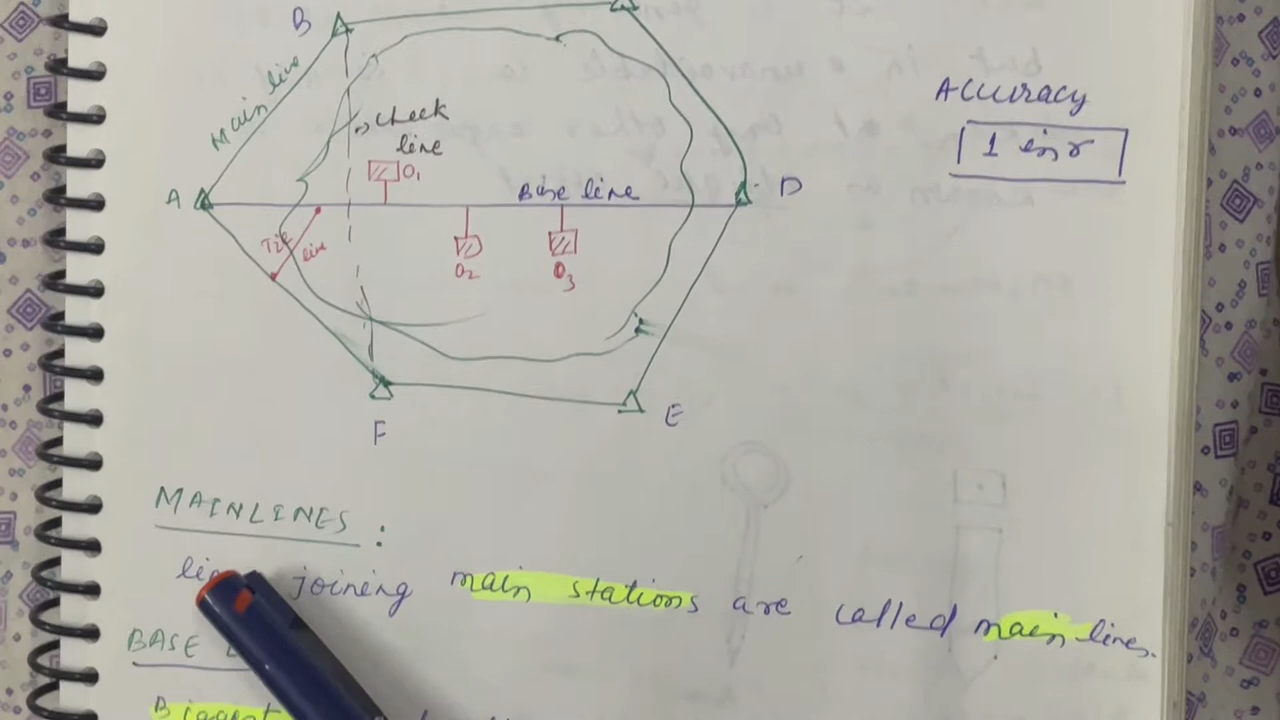 B
Main line
Check
line
Accuracy
1 in r
A
O1
Base line
D
Tie
line
O2
O3
E
F
MAINLINES :
joining main stations are called main lines.
BASE
Biggest